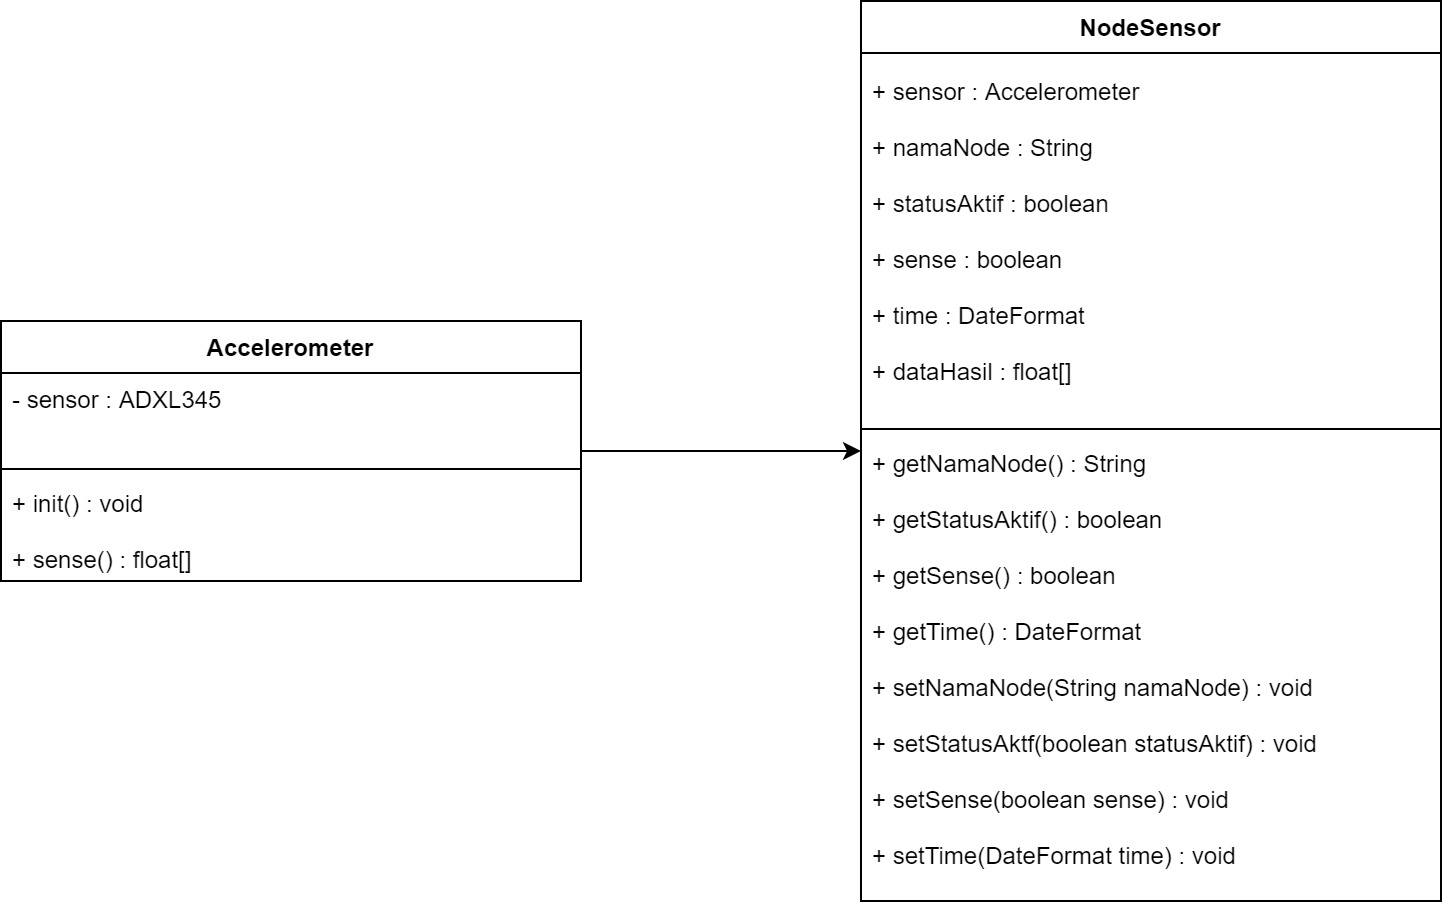 Accelerometer
- sensor : ADXL345
+ init() : void
+ sense() : float[]
NodeSensor
+ sensor : Accelerometer
+ namaNode : String
+ statusAktif : boolean
+ sense : boolean
+ time : DateFormat
+ dataHasil : float[]
+ getNamaNode() : String
+ getStatusAktif() : boolean
+ getSense() : boolean
+ getTime() : DateFormat
+ setNamaNode(String namaNode) : void
+ setStatusAktf(boolean statusAktif) : void
+ setSense(boolean sense) : void
+ setTime(DateFormat time) : void